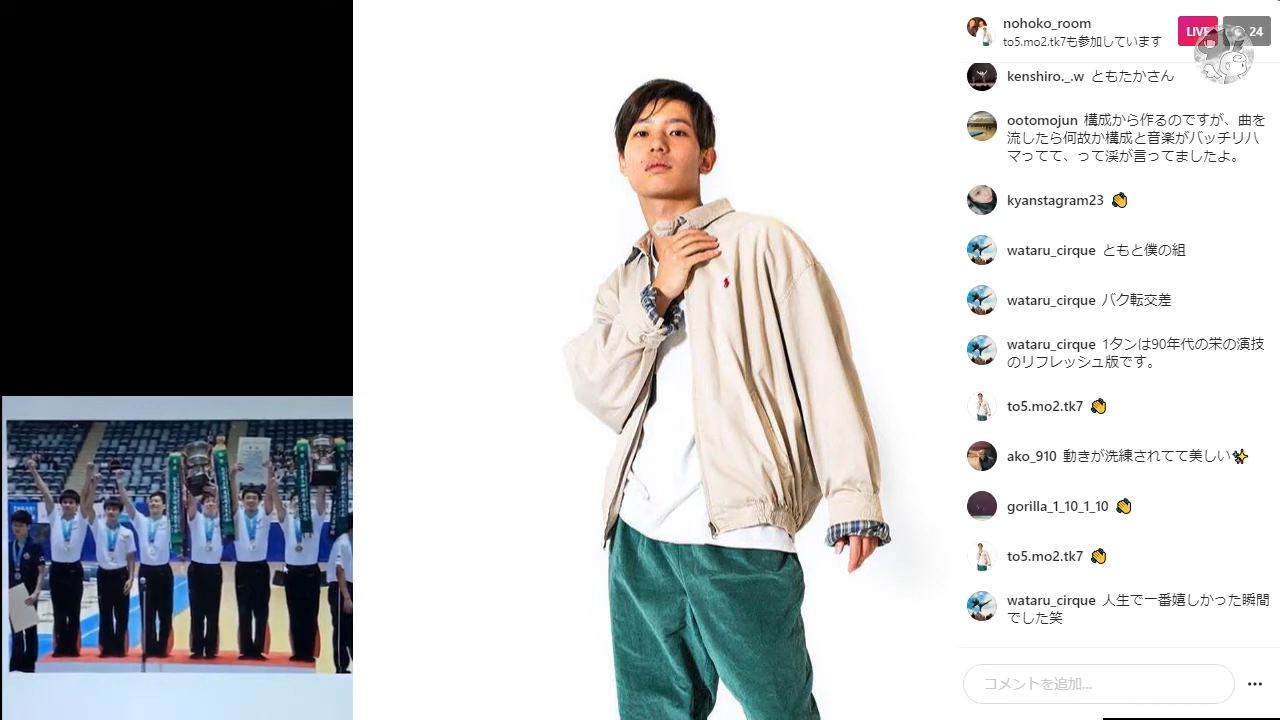 nohoko_room
to5.mo2.tk7も参加しています
LIVE
24
kenshiro._.w ともたかさん
ootomojun 構成から作るのですが、曲を
流したら何故か構成と音楽がバッチリハ
マってて、って渓が言ってましたよ。
kyanstagram23
wataru_cirque ともと僕の組
wataru_cirque バク転交差
wataru_cirque 1タンは90年代の栄の演技
のリフレッシュ版です。
to5.mo2.tk7
ako_910 動きが洗練されてて美しい✨
gorilla_1_10_1_10
to5.mo2.tk7
wataru_cirque 人生で一番嬉しかった瞬間
でした笑
コメントを追加...